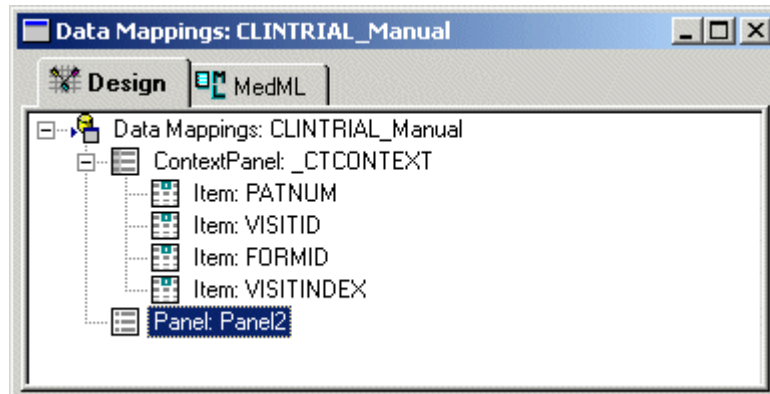 Data Mappings: CLINTRIAL_Manual
Design MedML
Data Mappings: CLINTRIAL_Manual
ContextPanel: _CTCONTEXT
Item: PATNUM
Item: VISITID
Item: FORMID
Item: VISITINDEX
Panel: Panel2